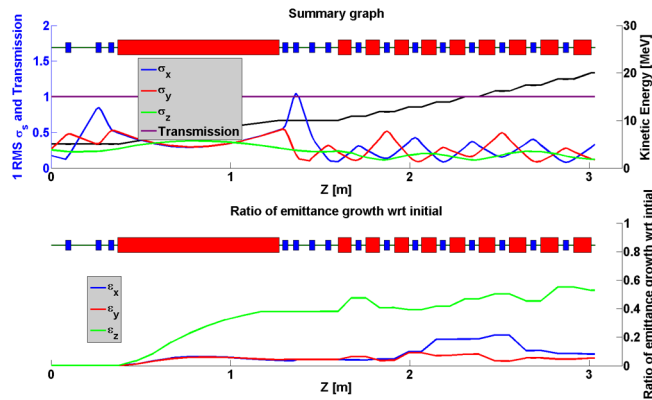 Summary graph
1 RMS σs and Transmission
2
1.5
1
0.5
0
30
20
10
0
Kinetic Energy [MeV]
σx
σy
σz
Transmission
0 1 2 3
Z [m]
Ratio of emittance growth wrt initial
εx
εy
εz
1
0.8
0.6
0.4
0.2
0
Ratio of emittance growth wrt intial
0 1 2 3
Z [m]